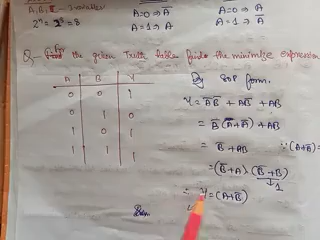 A, B, C - 3 variables
2ⁿ = 2³ = 8
A=0 ⇒ A̅
A=1 ⇒ A
A=0 ⇒ A
A=1 ⇒ A̅
Q- For the given Truth table find the minimize expression
A B Y
0 0 1
0 1 0
1 0 1
1 1 1
By SOP form.
Y = A̅B̅ + AB̅ + AB
= B̅(A̅+A) + AB
= B̅ + AB ∵(A+A̅)
= (B̅+A).(B̅+B)
1
Y = (A+B̅)